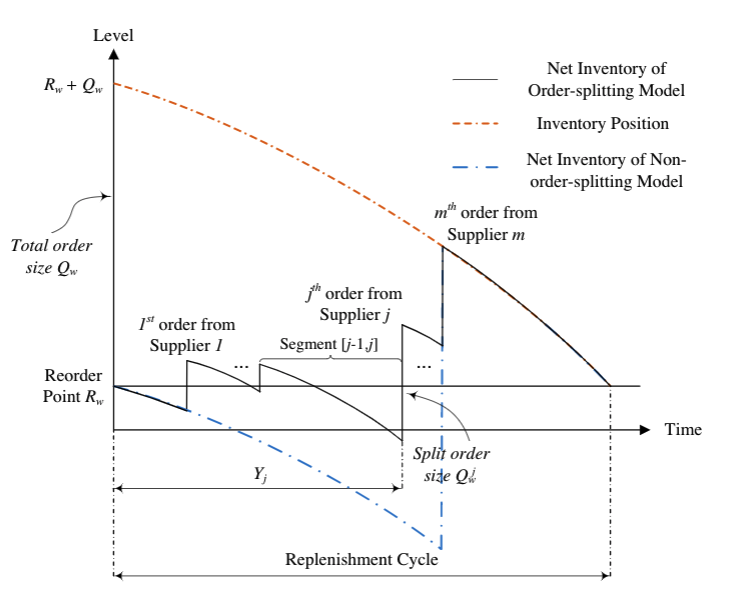 Level
R_w + Q_w
Net Inventory of
Order-splitting Model
Inventory Position
Net Inventory of Non-
order-splitting Model
m^th order from
Supplier m
Total order
size Q_w
j^th order from
Supplier j
1^st order from
Supplier 1
Segment [j-1,j]
...
...
Reorder
Point R_w
Time
Split order
size Q_w^j
Y_j
Replenishment Cycle